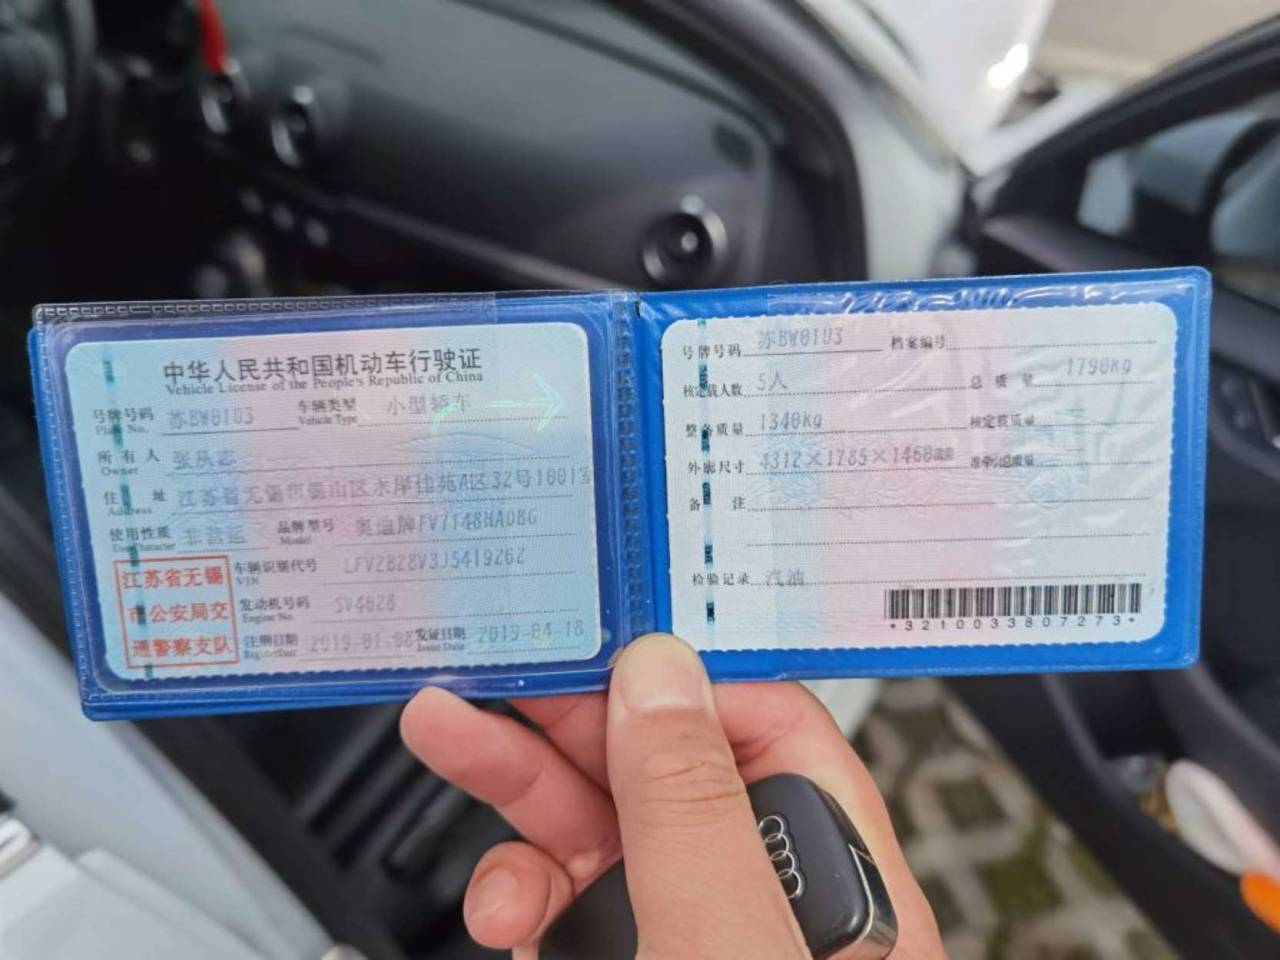 中华人民共和国机动车行驶证
Vehicle License of the People's Republic of China
号牌号码 苏BW01U3 车辆类型 小型轿车
Plate No. Vehicle Type
所有人
Owner
住址 江苏省无锡市锡山区水岸佳苑A区32号1001室
Address
使用性质 非营运 品牌型号 奥迪牌FV7148HADBG
Use Character Model
车辆识别代号 LFV2B28V3J5419262
VIN
发动机号码 SV4628
Engine No.
注册日期 2019-01-08 发证日期 2019-04-18
Register Date Issue Date
江苏省无锡
市公安局交
通警察支队
号牌号码 苏BW01U3 档案编号
核定载人数 5人 总质量 1790kg
整备质量 1340kg 核定载质量
外廓尺寸 4312×1785×1460mm 准牵引总质量
备注
检验记录 汽油
*3210033807273*